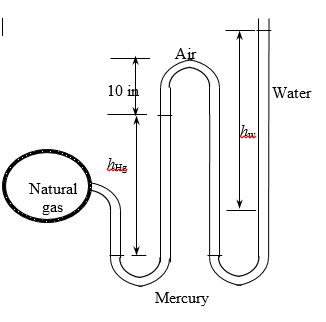 Air
10 in
Water
hw
hHg
Natural
gas
Mercury